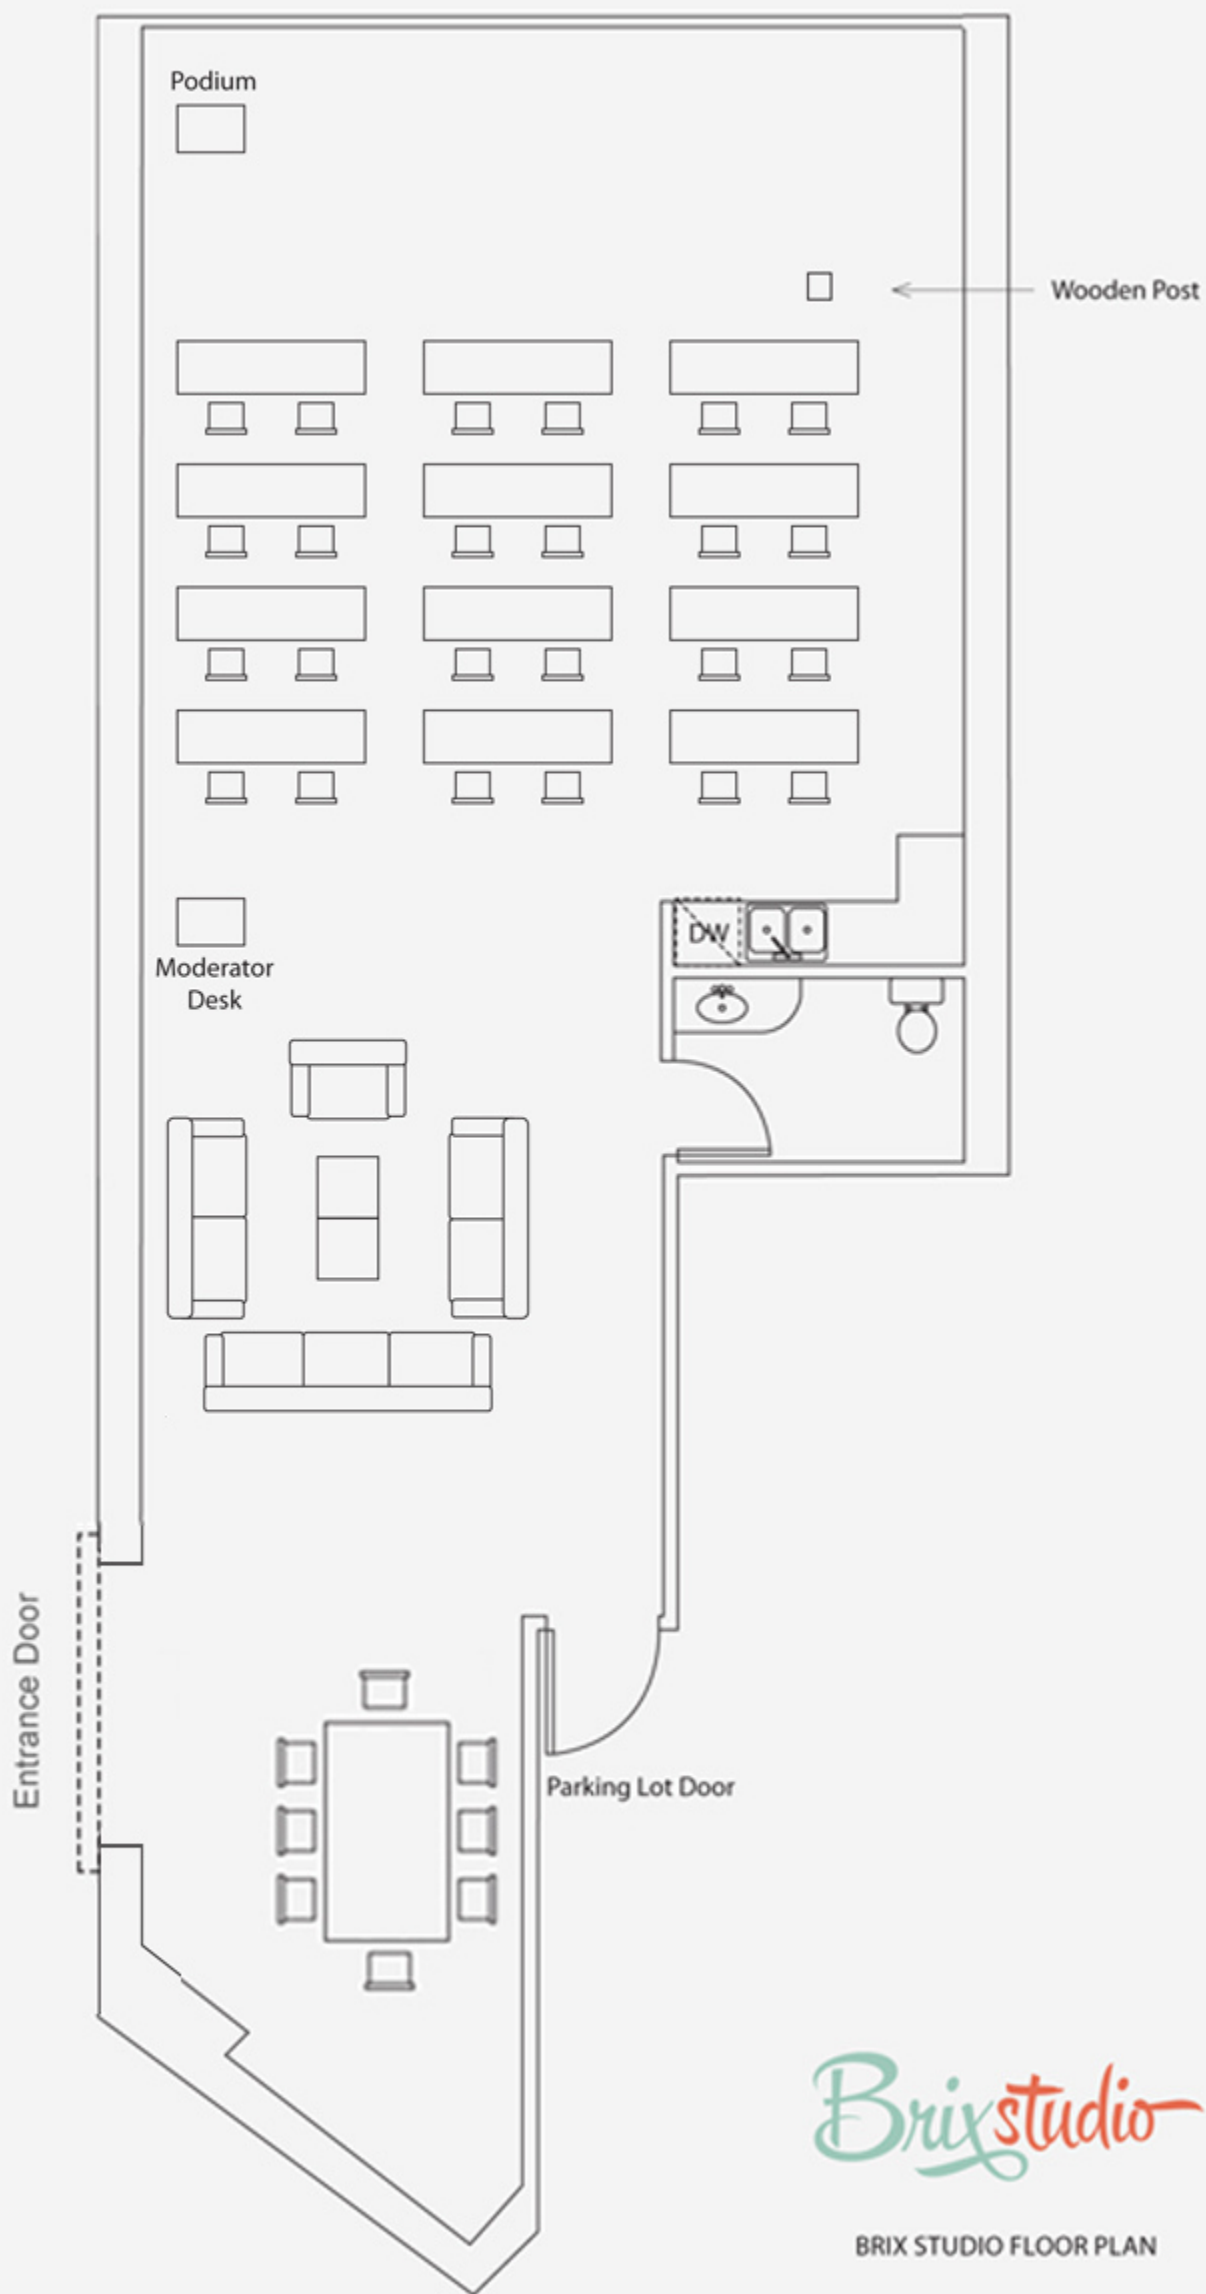 Podium
Wooden Post
DW
Moderator
Desk
Entrance Door
Parking Lot Door
Brixstudio
BRIX STUDIO FLOOR PLAN